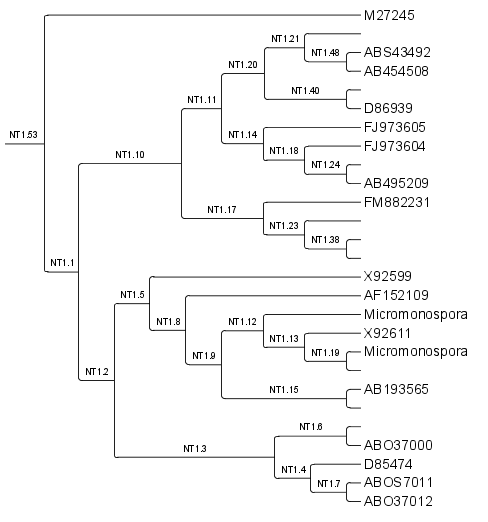 M27245
NT1.21
ABS43492
NT1.48
NT1.20
AB454508
NT1.40
NT1.11
D86939
FJ973605
NT1.14
FJ973604
NT1.18
NT1.53
NT1.10
NT1.24
AB495209
FM882231
NT1.17
NT1.23
NT1.38
NT1.1
X92599
AF152109
NT1.5
Micromonospora
NT1.8
NT1.12
X92611
NT1.13
Micromonospora
NT1.19
NT1.9
NT1.2
AB193565
NT1.15
NT1.6
ABO37000
NT1.3
D85474
NT1.4
ABOS7011
NT1.7
ABO37012